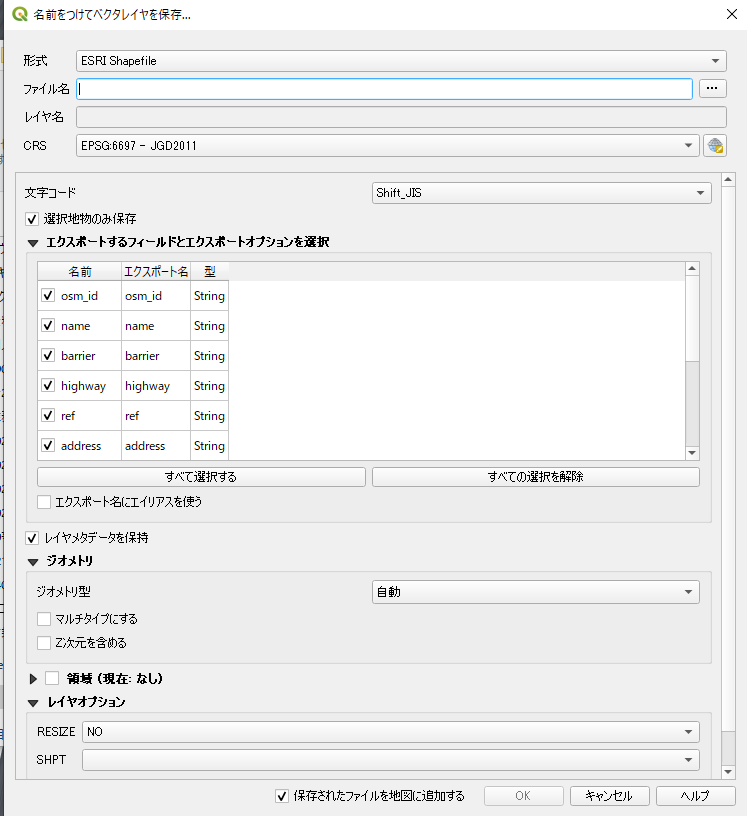 名前をつけてベクタレイヤを保存...
形式 ESRI Shapefile
ファイル名 ...
レイヤ名
CRS EPSG:6697 - JGD2011
文字コード Shift_JIS
選択地物のみ保存
エクスポートするフィールドとエクスポートオプションを選択
名前 エクスポート名 型
osm_id osm_id String
name name String
barrier barrier String
highway highway String
ref ref String
address address String
すべて選択する すべての選択を解除
エクスポート名にエイリアスを使う
レイヤメタデータを保持
ジオメトリ
ジオメトリ型 自動
マルチタイプにする
Z次元を含める
領域 (現在: なし)
レイヤオプション
RESIZE NO
SHPT
保存されたファイルを地図に追加する OK キャンセル ヘルプ